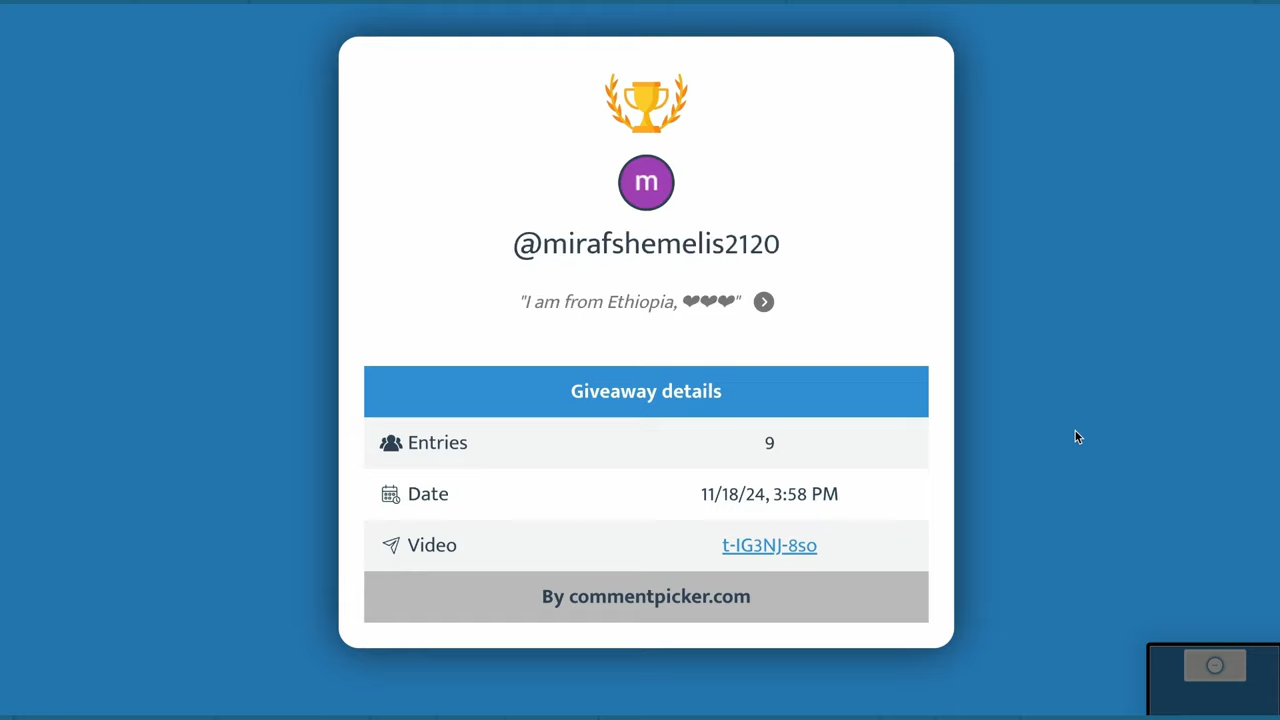 m
@mirafshemelis2120
"I am from Ethiopia, ❤❤❤"
Giveaway details
Entries 9
Date 11/18/24, 3:58 PM
Video t-IG3NJ-8so
By commentpicker.com